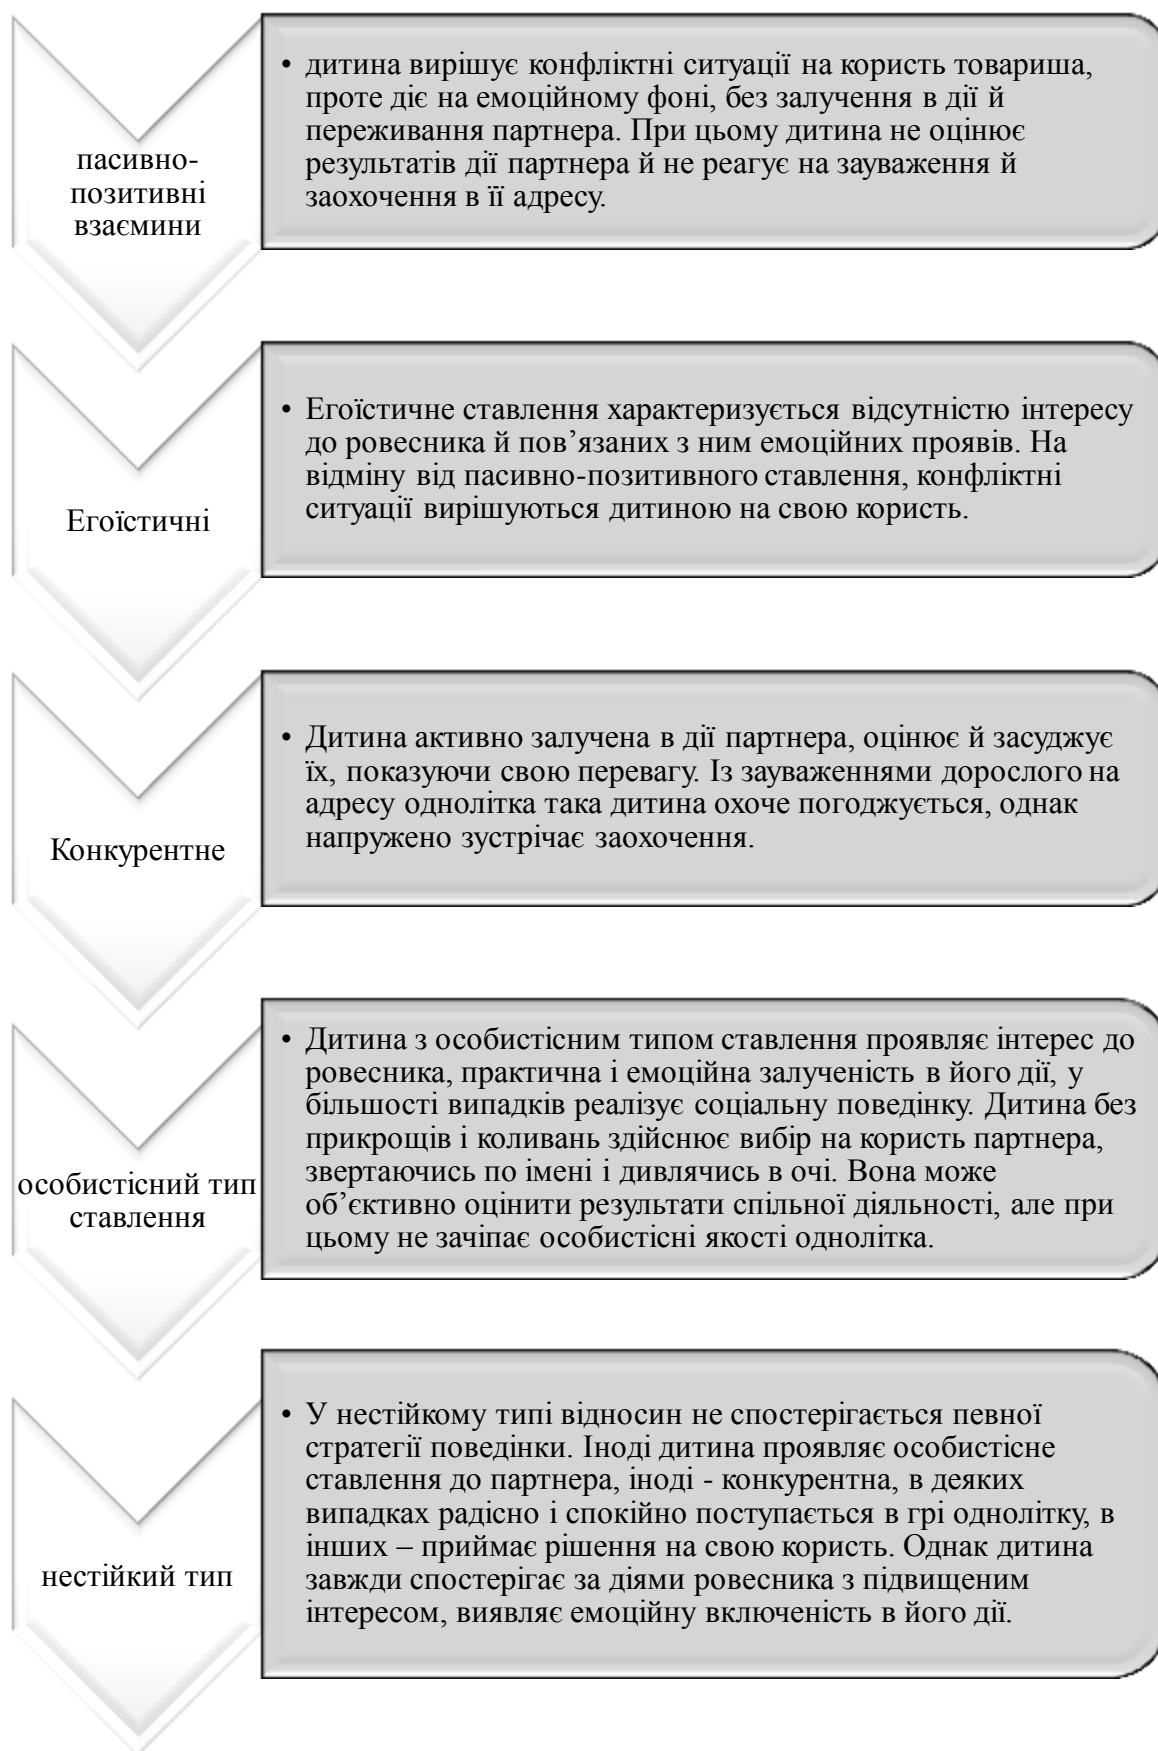 пасивно-
позитивні
взаємини
• дитина вирішує конфліктні ситуації на користь товариша,
проте діє на емоційному фоні, без залучення в дії й
переживання партнера. При цьому дитина не оцінює
результатів дії партнера й не реагує на зауваження й
заохочення в її адресу.
Егоїстичні
• Егоїстичне ставлення характеризується відсутністю інтересу
до ровесника й пов’язаних з ним емоційних проявів. На
відміну від пасивно-позитивного ставлення, конфліктні
ситуації вирішуються дитиною на свою користь.
Конкурентне
• Дитина активно залучена в дії партнера, оцінює й засуджує
їх, показуючи свою перевагу. Із зауваженнями дорослого на
адресу однолітка така дитина охоче погоджується, однак
напружено зустрічає заохочення.
особистісний тип
ставлення
• Дитина з особистісним типом ставлення проявляє інтерес до
ровесника, практична і емоційна залученість в його дії, у
більшості випадків реалізує соціальну поведінку. Дитина без
прикрощів і коливань здійснює вибір на користь партнера,
звертаючись по імені і дивлячись в очі. Вона може
об’єктивно оцінити результати спільної діяльності, але при
цьому не зачіпає особистісні якості однолітка.
нестійкий тип
• У нестійкому типі відносин не спостерігається певної
стратегії поведінки. Іноді дитина проявляє особистісне
ставлення до партнера, іноді - конкурентна, в деяких
випадках радісно і спокійно поступається в грі однолітку, в
інших – приймає рішення на свою користь. Однак дитина
завжди спостерігає за діями ровесника з підвищеним
інтересом, виявляє емоційну включеність в його дії.